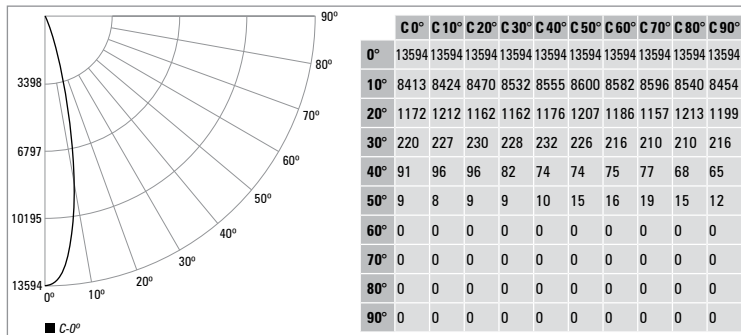 90º
80º
70º
60º
50º
40º
30º
20º
10º
0º
3398
6797
10195
13594
C-0º
C 0° C 10° C 20° C 30° C 40° C 50° C 60° C 70° C 80° C 90°
0° 13594 13594 13594 13594 13594 13594 13594 13594 13594 13594
10° 8413 8424 8470 8532 8555 8600 8582 8596 8540 8454
20° 1172 1212 1162 1162 1176 1207 1186 1157 1213 1199
30° 220 227 230 228 232 226 216 210 210 216
40° 91 96 96 82 74 74 75 77 68 65
50° 9 8 9 9 10 15 16 19 15 12
60° 0 0 0 0 0 0 0 0 0 0
70° 0 0 0 0 0 0 0 0 0 0
80° 0 0 0 0 0 0 0 0 0 0
90° 0 0 0 0 0 0 0 0 0 0